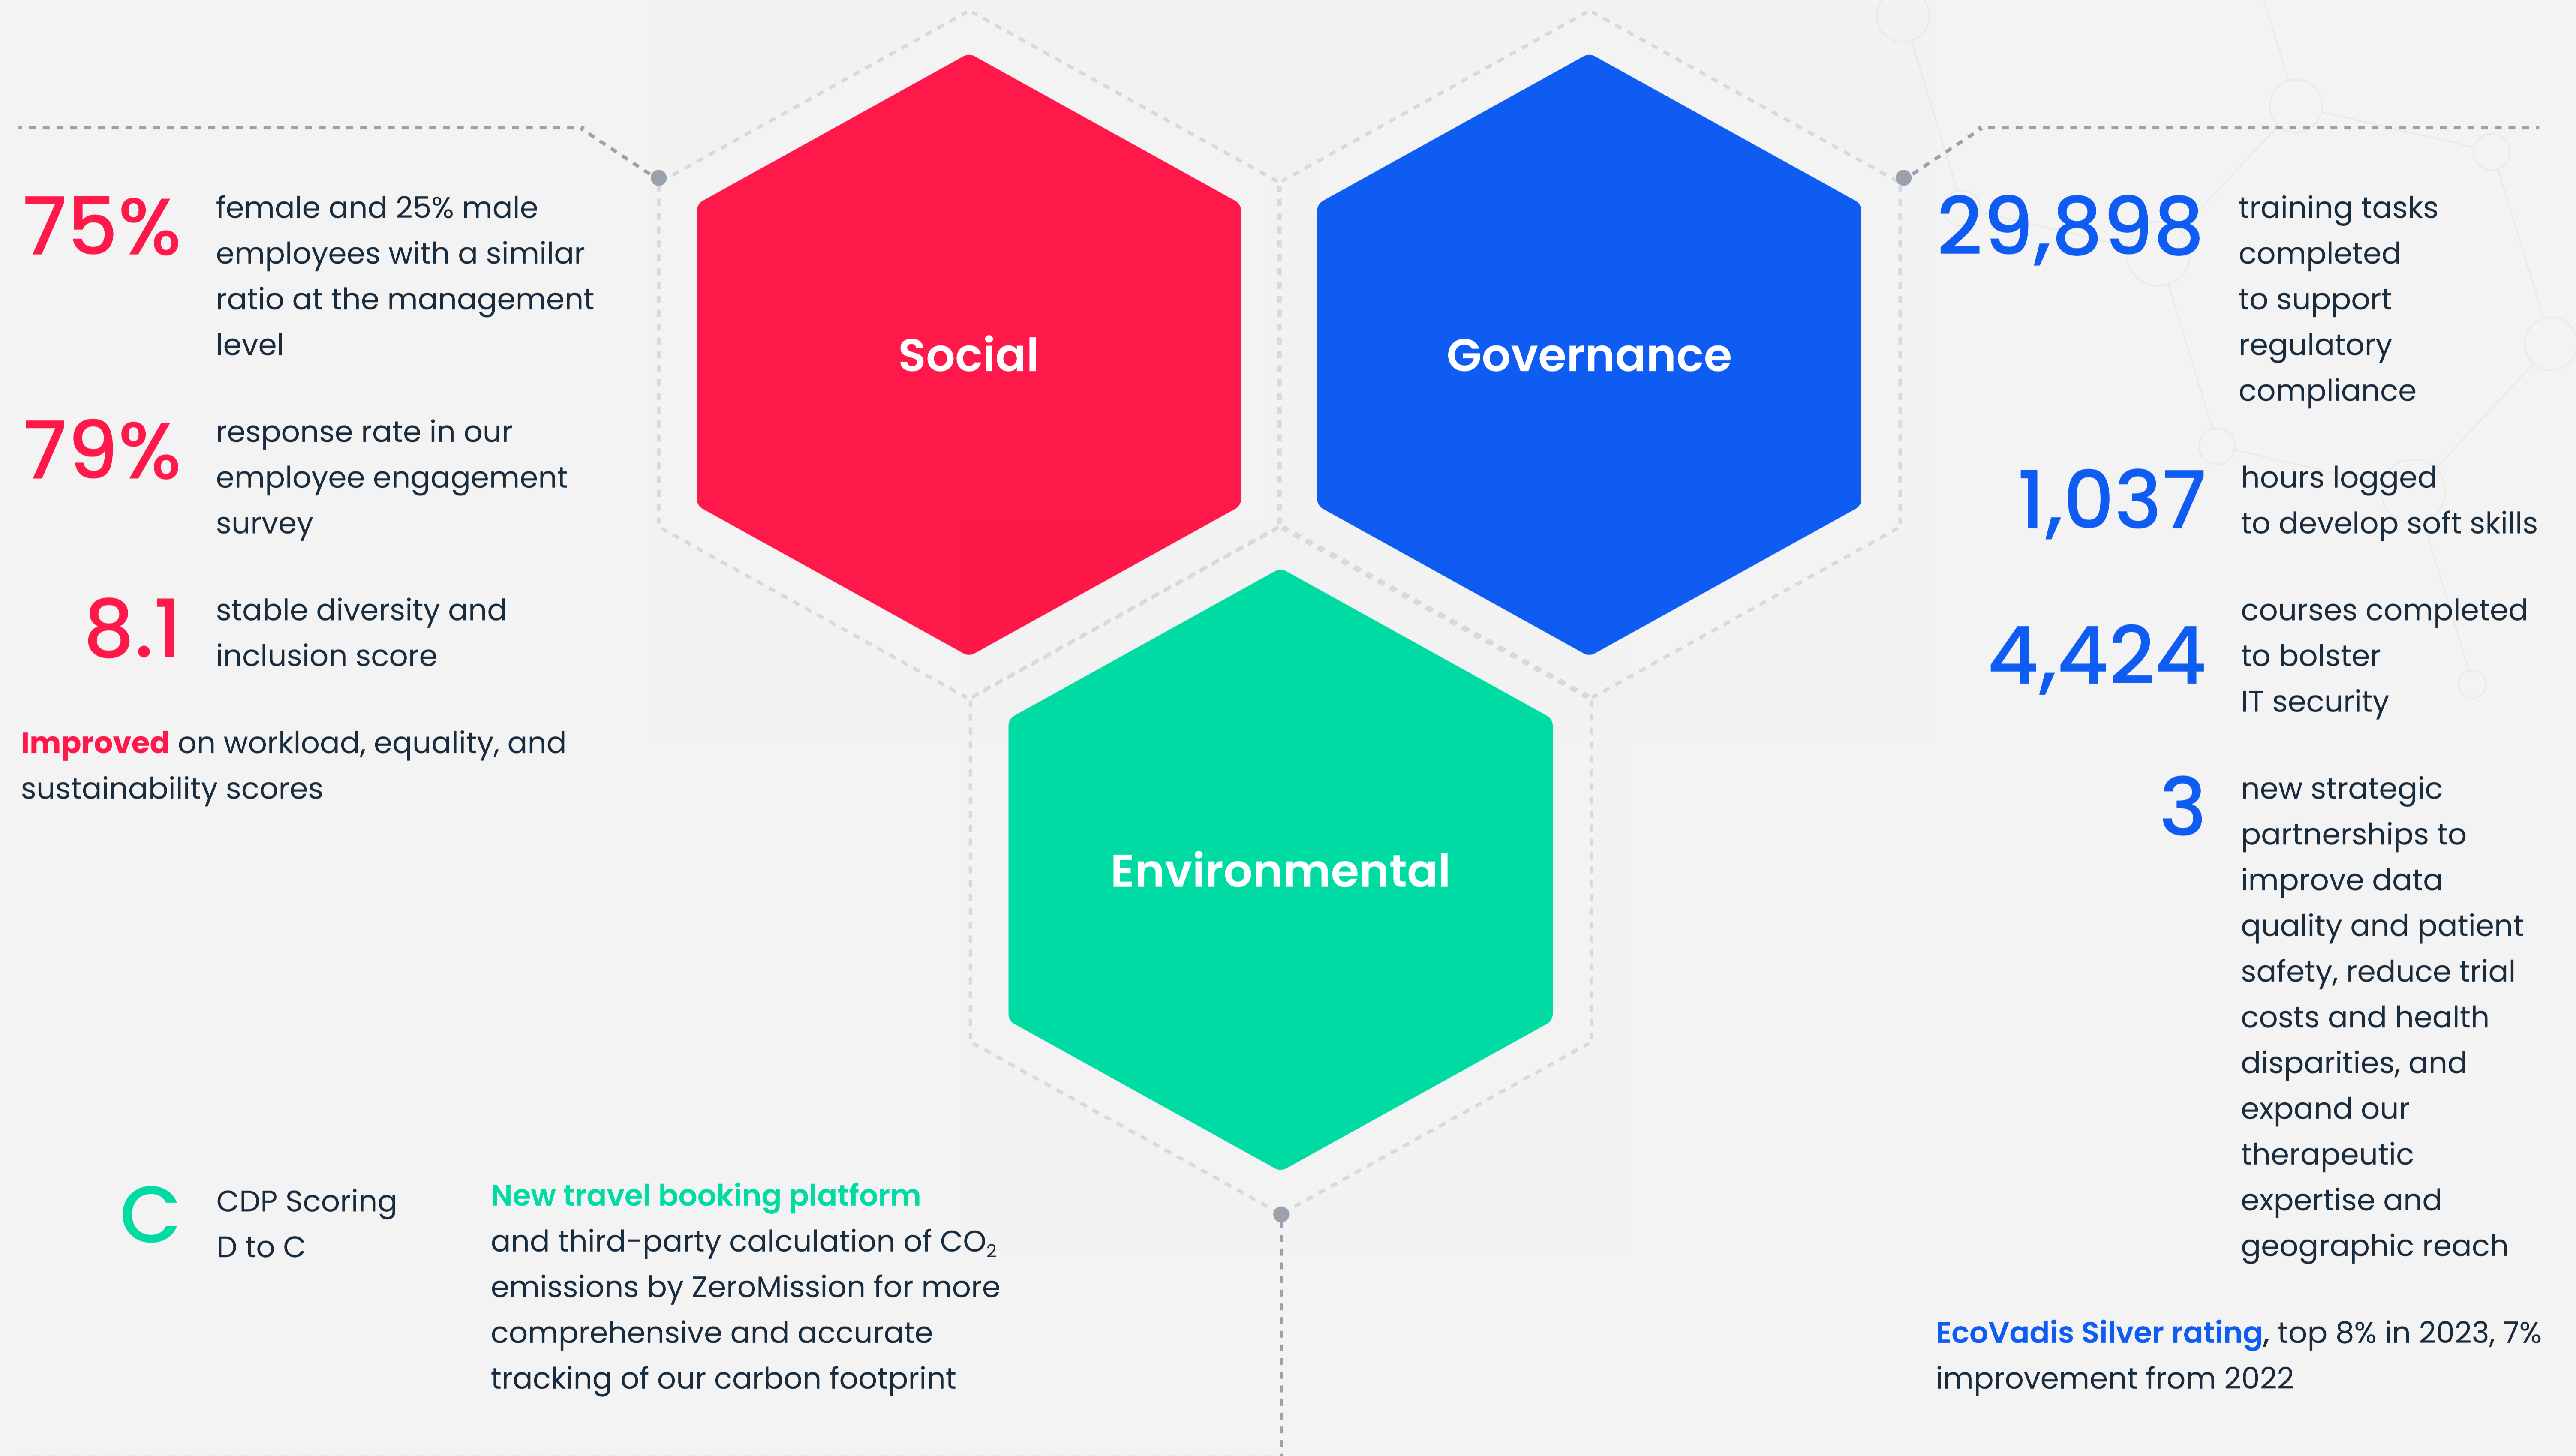 Social
75%
female and 25% male
employees with a similar
ratio at the management
level
79%
response rate in our
employee engagement
survey
8.1
stable diversity and
inclusion score
Improved on workload, equality, and
sustainability scores
Governance
29,898
training tasks
completed
to support
regulatory
compliance
1,037
hours logged
to develop soft skills
4,424
courses completed
to bolster
IT security
3
new strategic
partnerships to
improve data
quality and patient
safety, reduce trial
costs and health
disparities, and
expand our
therapeutic
expertise and
geographic reach
EcoVadis Silver rating, top 8% in 2023, 7%
improvement from 2022
Environmental
C
CDP Scoring
D to C
New travel booking platform
and third-party calculation of CO₂
emissions by ZeroMission for more
comprehensive and accurate
tracking of our carbon footprint